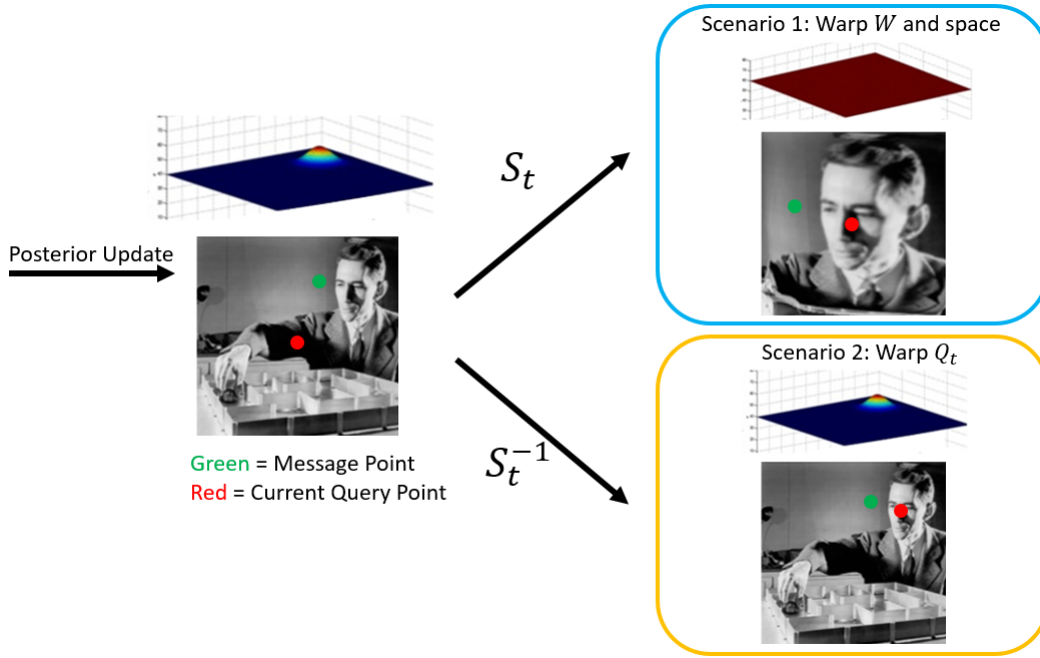 Scenario 1: Warp W and space
S_t
Posterior Update
Green = Message Point
Red = Current Query Point
S_t^{-1}
Scenario 2: Warp Q_t